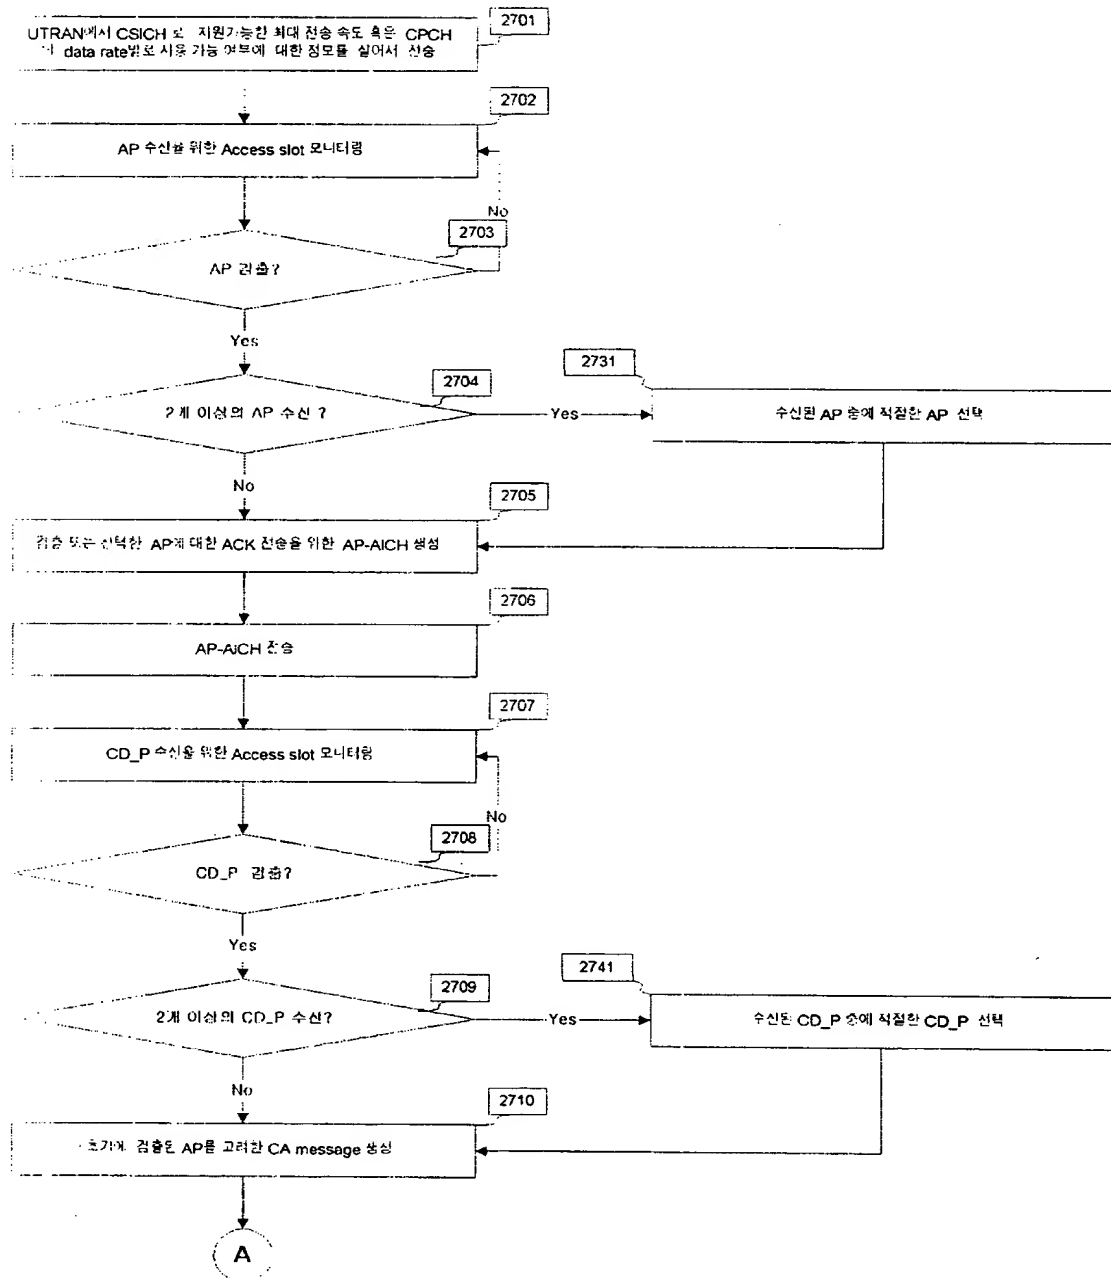 2701
UTRAN에서 CSICH 로 지원가능한 최대 전송 속도 혹은 CPCH
data rate별로 사용 가능 여부에 대한 정보를 실어서 전송
2702
AP 수신을 위한 Access slot 모니터링
No
2703
AP 검출?
Yes
2704
2731
2개 이상의 AP 수신 ?
Yes
수신된 AP 중에 적절한 AP 선택
No
2705
검출 또는 선택한 AP에 대한 ACK 전송을 위한 AP-AICH 생성
2706
AP-AICH 전송
2707
CD_P 수신을 위한 Access slot 모니터링
No
2708
CD_P 검출?
Yes
2709
2741
2개 이상의 CD_P 수신?
Yes
수신된 CD_P 중에 적절한 CD_P 선택
No
2710
초기에 검출된 AP를 고려한 CA message 생성
A